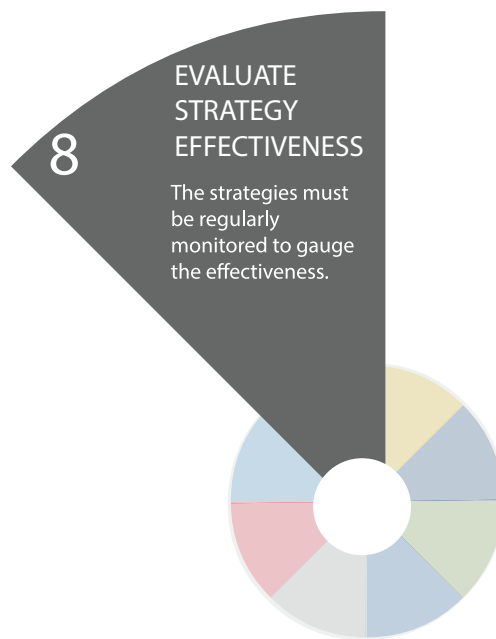 8
EVALUATE
STRATEGY
EFFECTIVENESS
The strategies must
be regularly
monitored to gauge
the effectiveness.